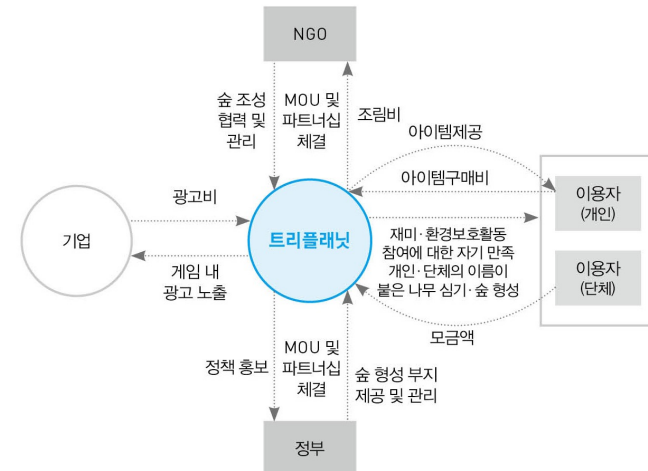 NGO
숲 조성
협력 및
관리
MOU 및
파트너십
체결
조림비
아이템제공
아이템구매비
광고비
기업
트리플래닛
이용자
(개인)
재미·환경보호활동
참여에 대한 자기 만족
개인·단체의 이름이
붙은 나무 심기·숲 형성
이용자
(단체)
게임 내
광고 노출
모금액
정책 홍보
MOU 및
파트너십
체결
숲 형성 부지
제공 및 관리
정부